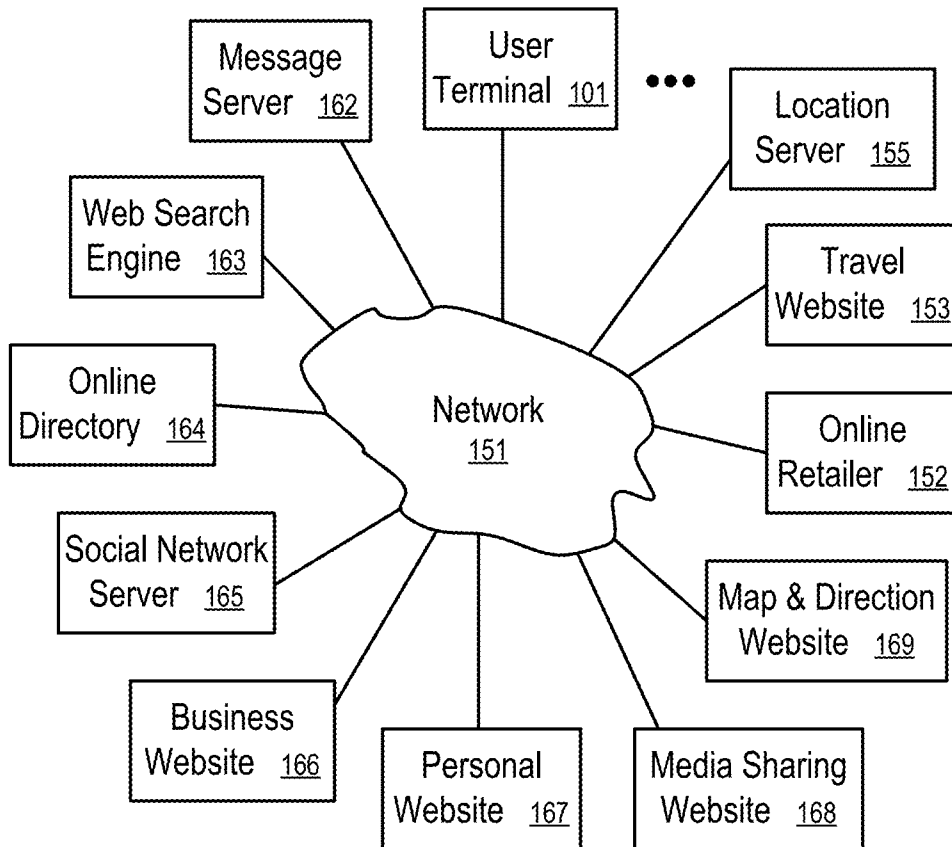 User
Terminal 101
Message
Server 162
Location
Server 155
Web Search
Engine 163
Travel
Website 153
Online
Directory 164
Network
151
Online
Retailer 152
Social Network
Server 165
Map & Direction
Website 169
Business
Website 166
Personal
Website 167
Media Sharing
Website 168